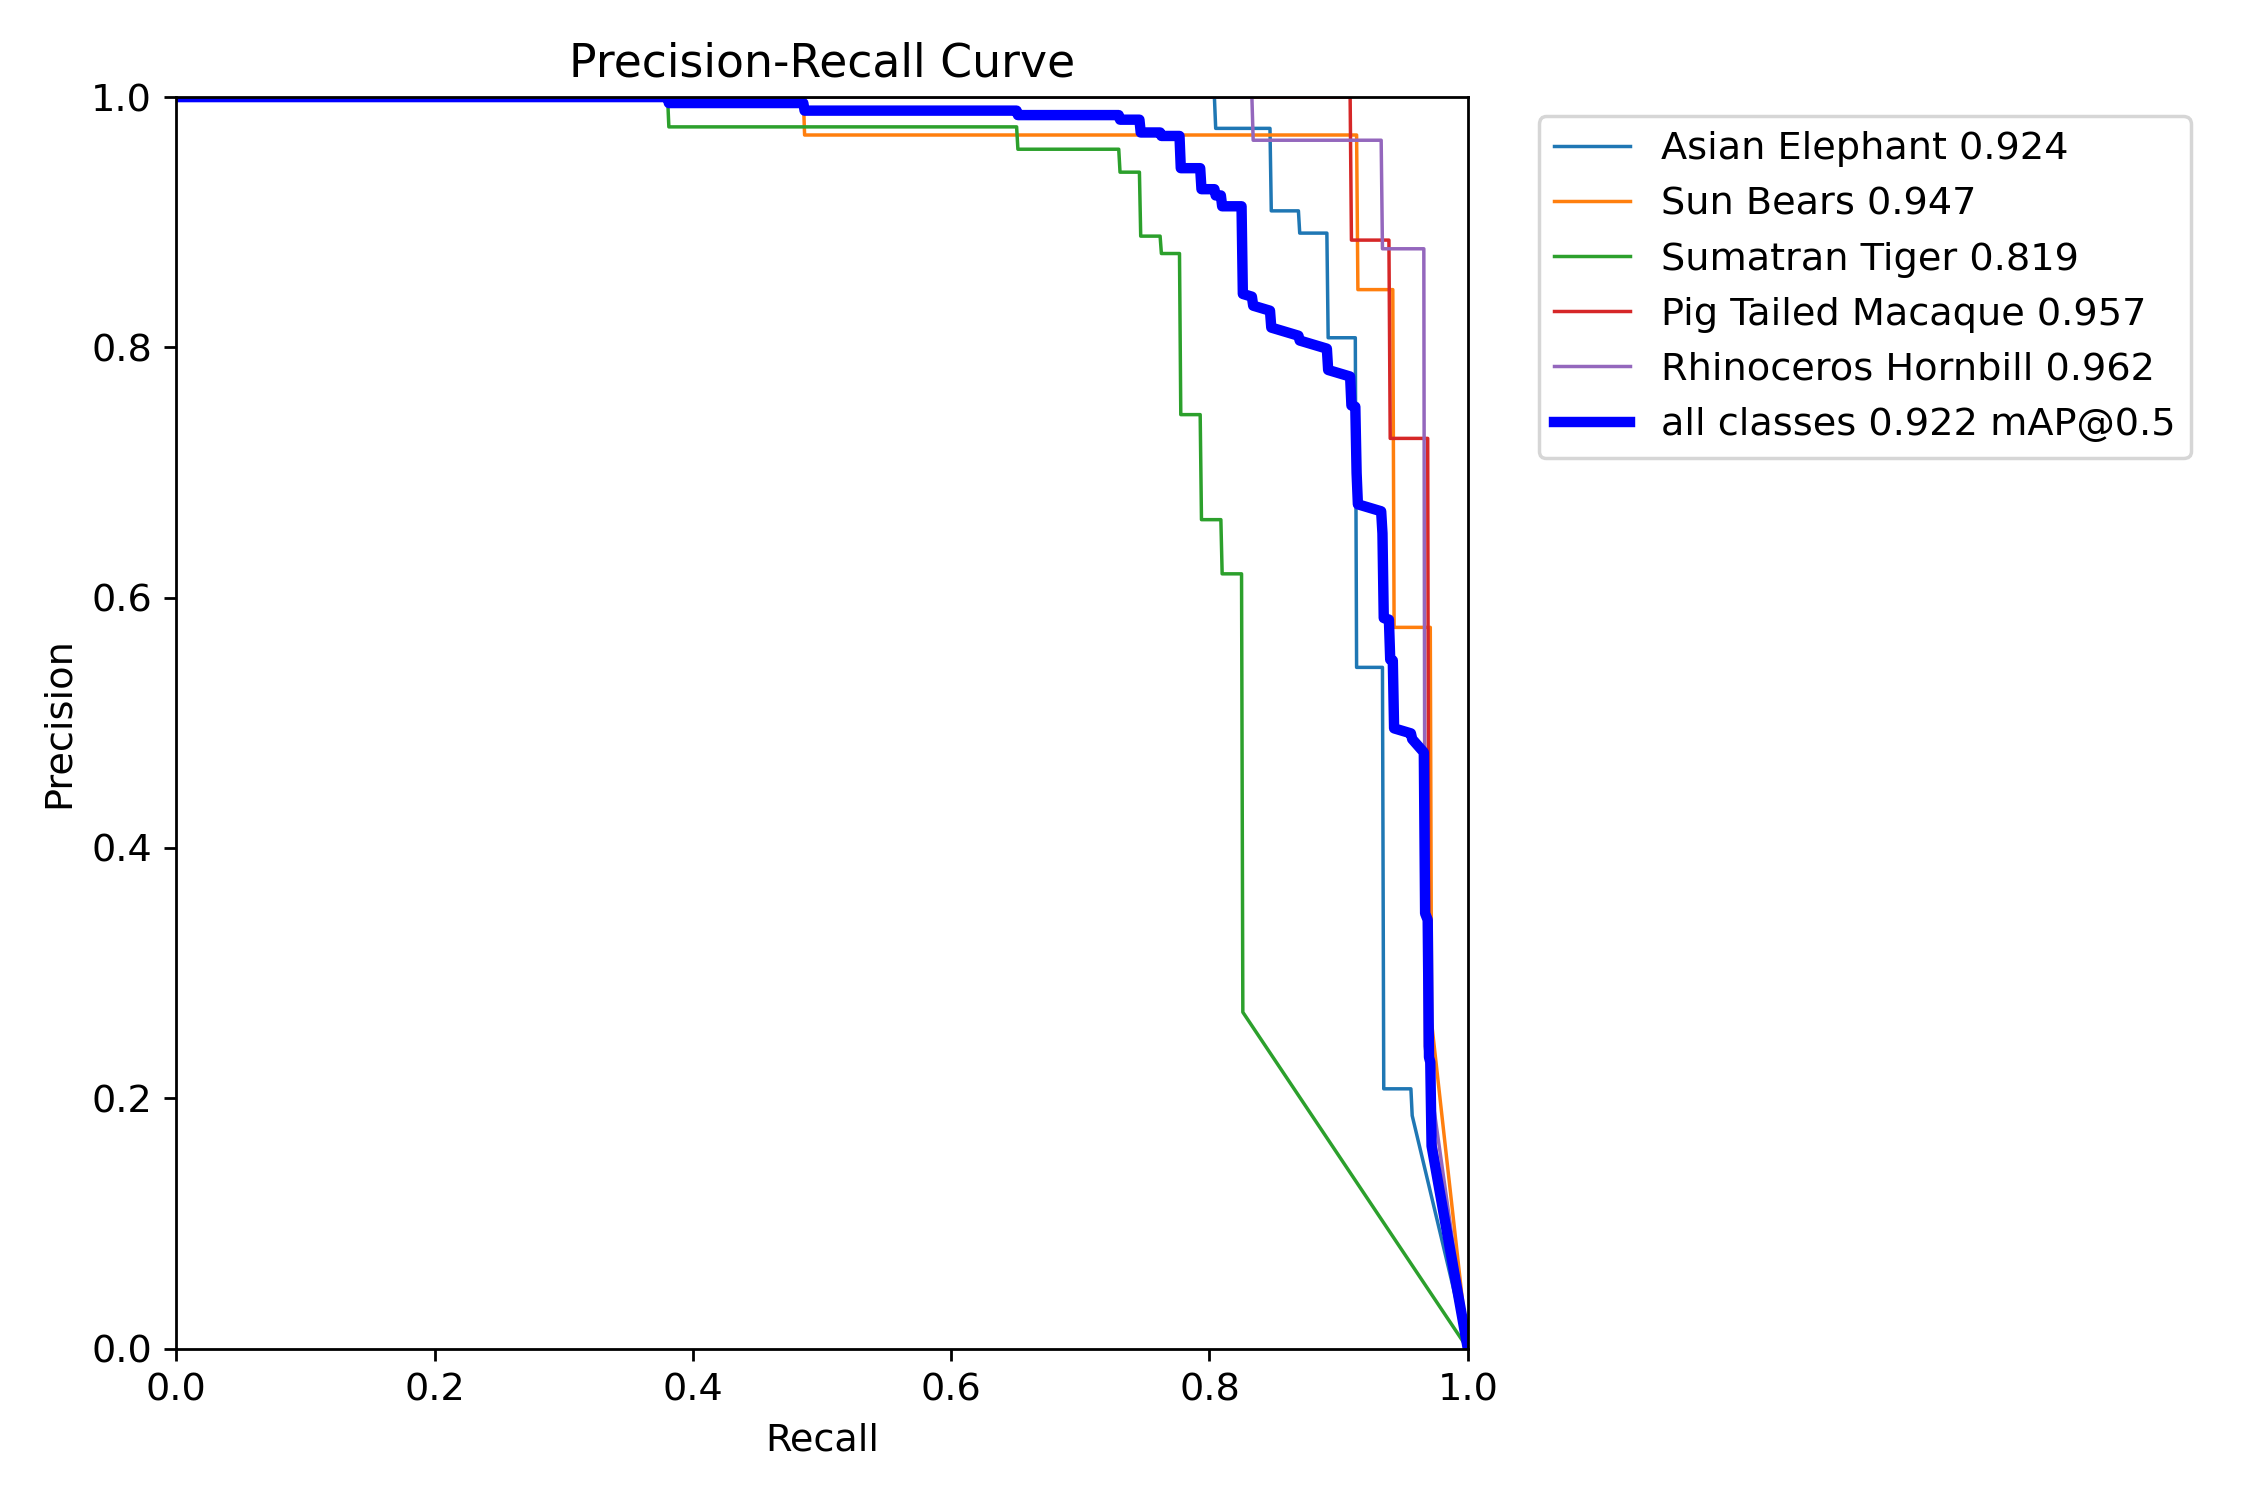 Precision-Recall Curve
1.0
0.8
0.6
0.4
0.2
0.0
Precision
0.0 0.2 0.4 0.6 0.8 1.0
Recall
Asian Elephant 0.924
Sun Bears 0.947
Sumatran Tiger 0.819
Pig Tailed Macaque 0.957
Rhinoceros Hornbill 0.962
all classes 0.922 mAP@0.5